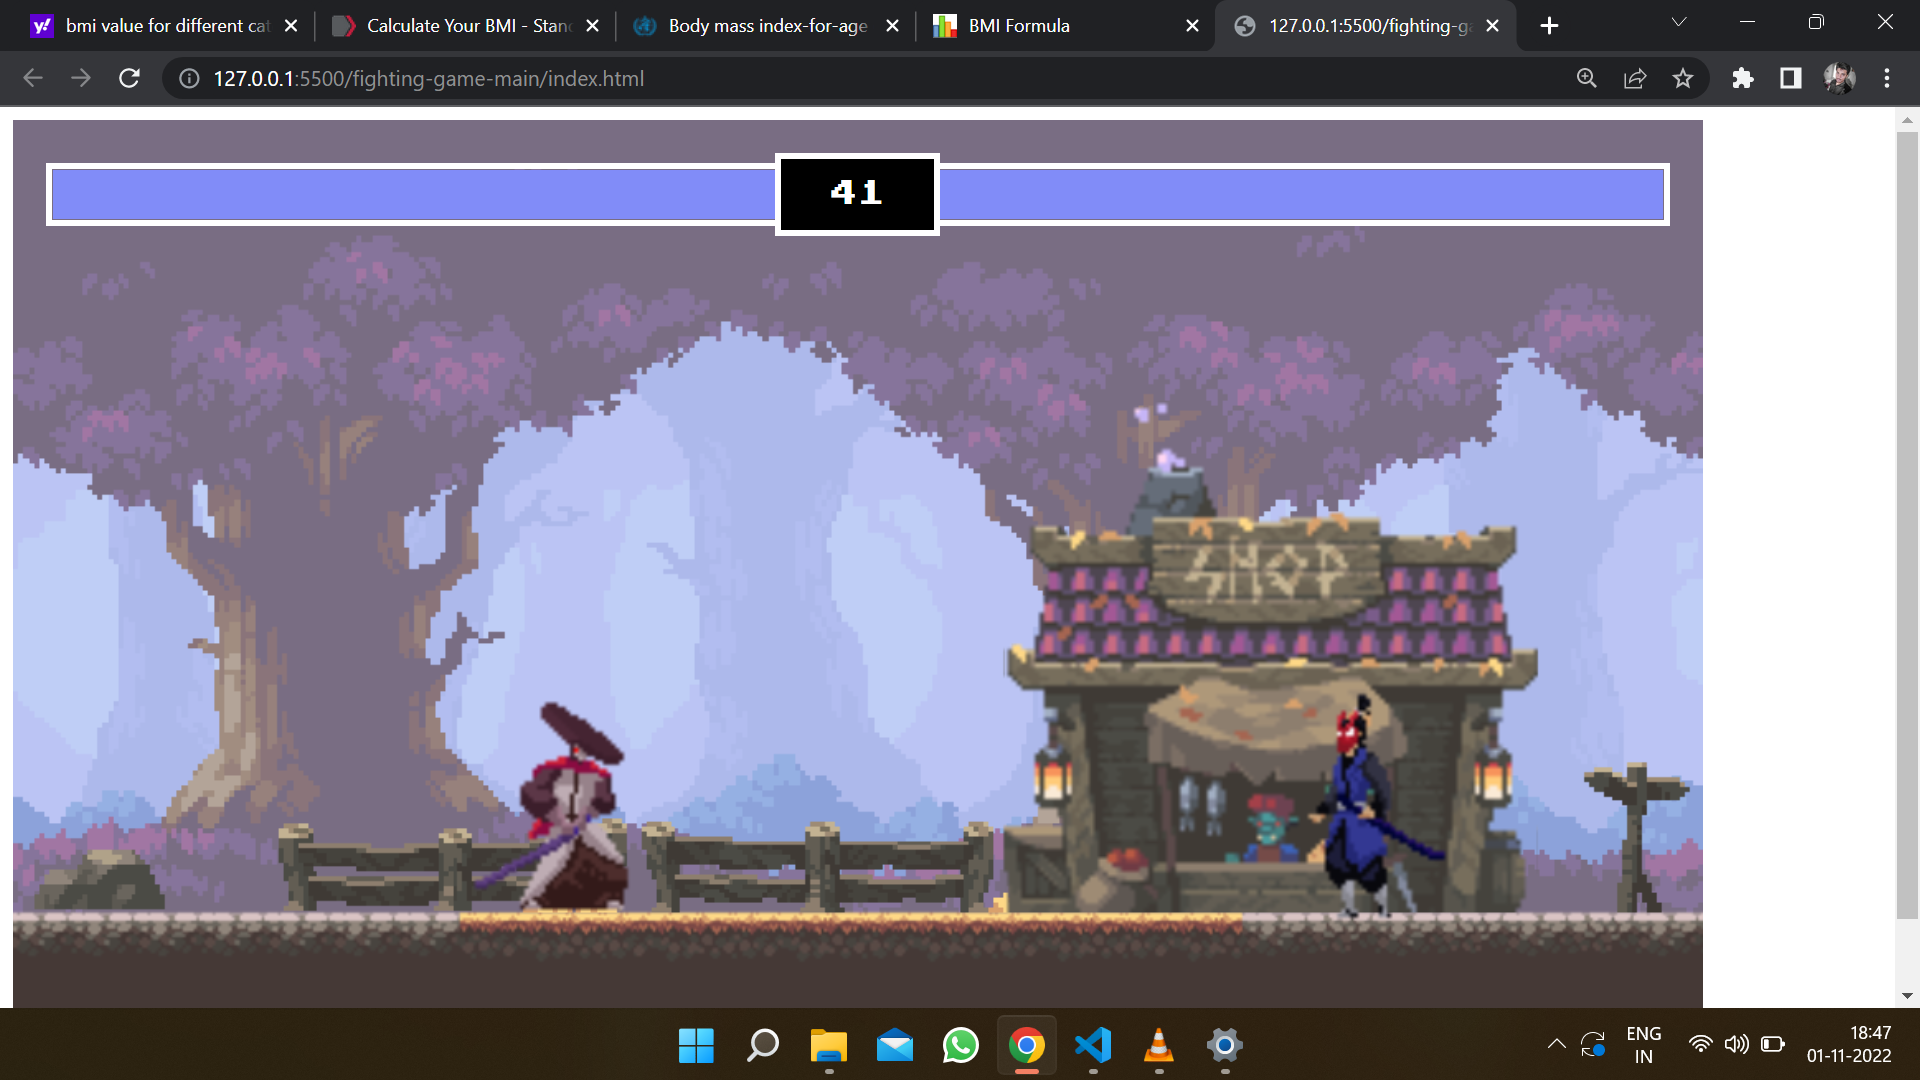 bmi value for different cat
Calculate Your BMI - Stand
Body mass index-for-age
BMI Formula
127.0.0.1:5500/fighting-ga
127.0.0.1:5500/fighting-game-main/index.html
41
SHOP
ENG
IN
18:47
01-11-2022